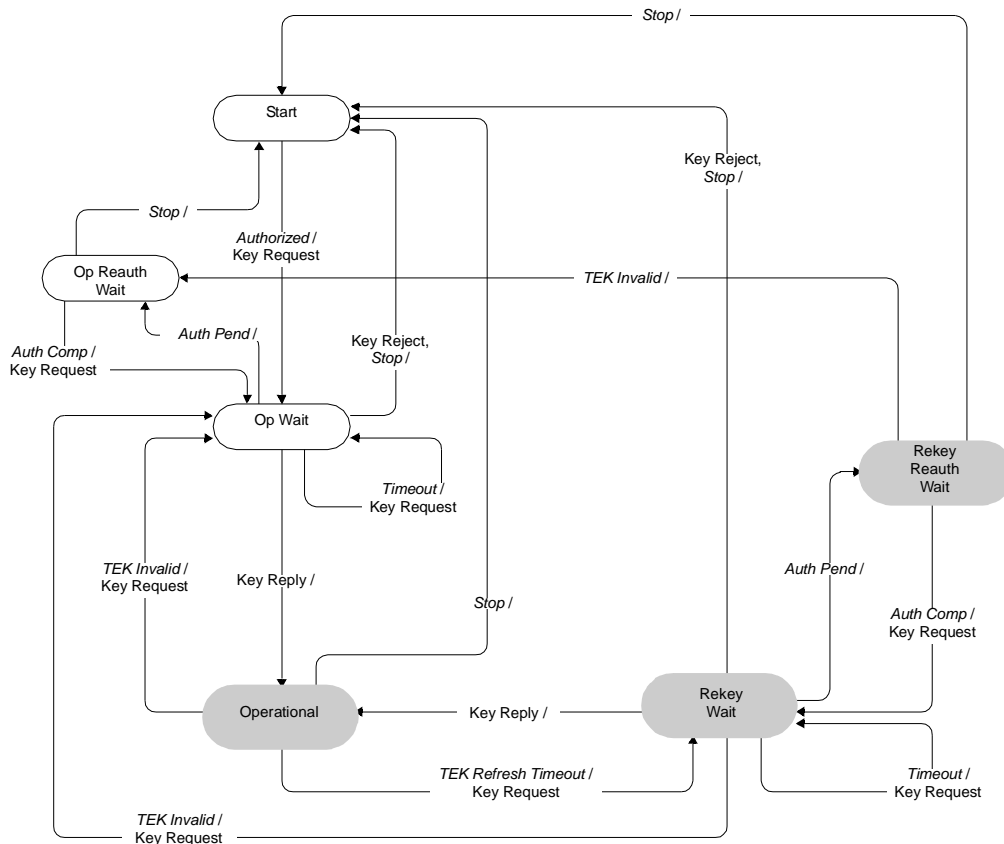 Stop /
Start
Key Reject,
Stop /
Stop /
Authorized /
Key Request
Op Reauth
Wait
TEK Invalid /
Auth Pend /
Key Reject,
Stop /
Auth Comp /
Key Request
Op Wait
Rekey
Reauth
Wait
Timeout /
Key Request
TEK Invalid /
Key Request
Key Reply /
Auth Pend /
Stop /
Auth Comp /
Key Request
Operational
Key Reply /
Rekey
Wait
TEK Refresh Timeout /
Key Request
Timeout /
Key Request
TEK Invalid /
Key Request